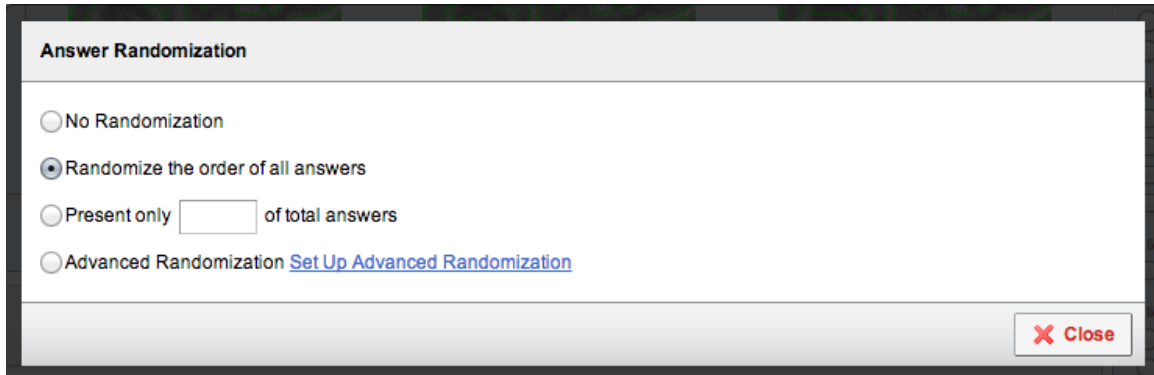 Answer Randomization
No Randomization
Randomize the order of all answers
Present only of total answers
Advanced Randomization Set Up Advanced Randomization
Close